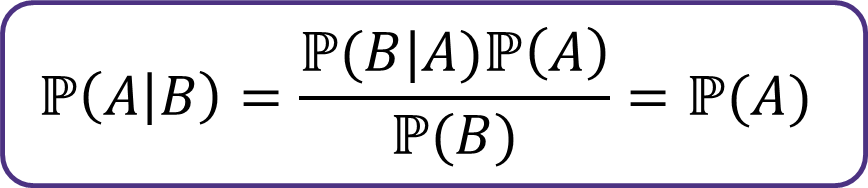 ℙ(A|B) = ℙ(B|A)ℙ(A) / ℙ(B) = ℙ(A)